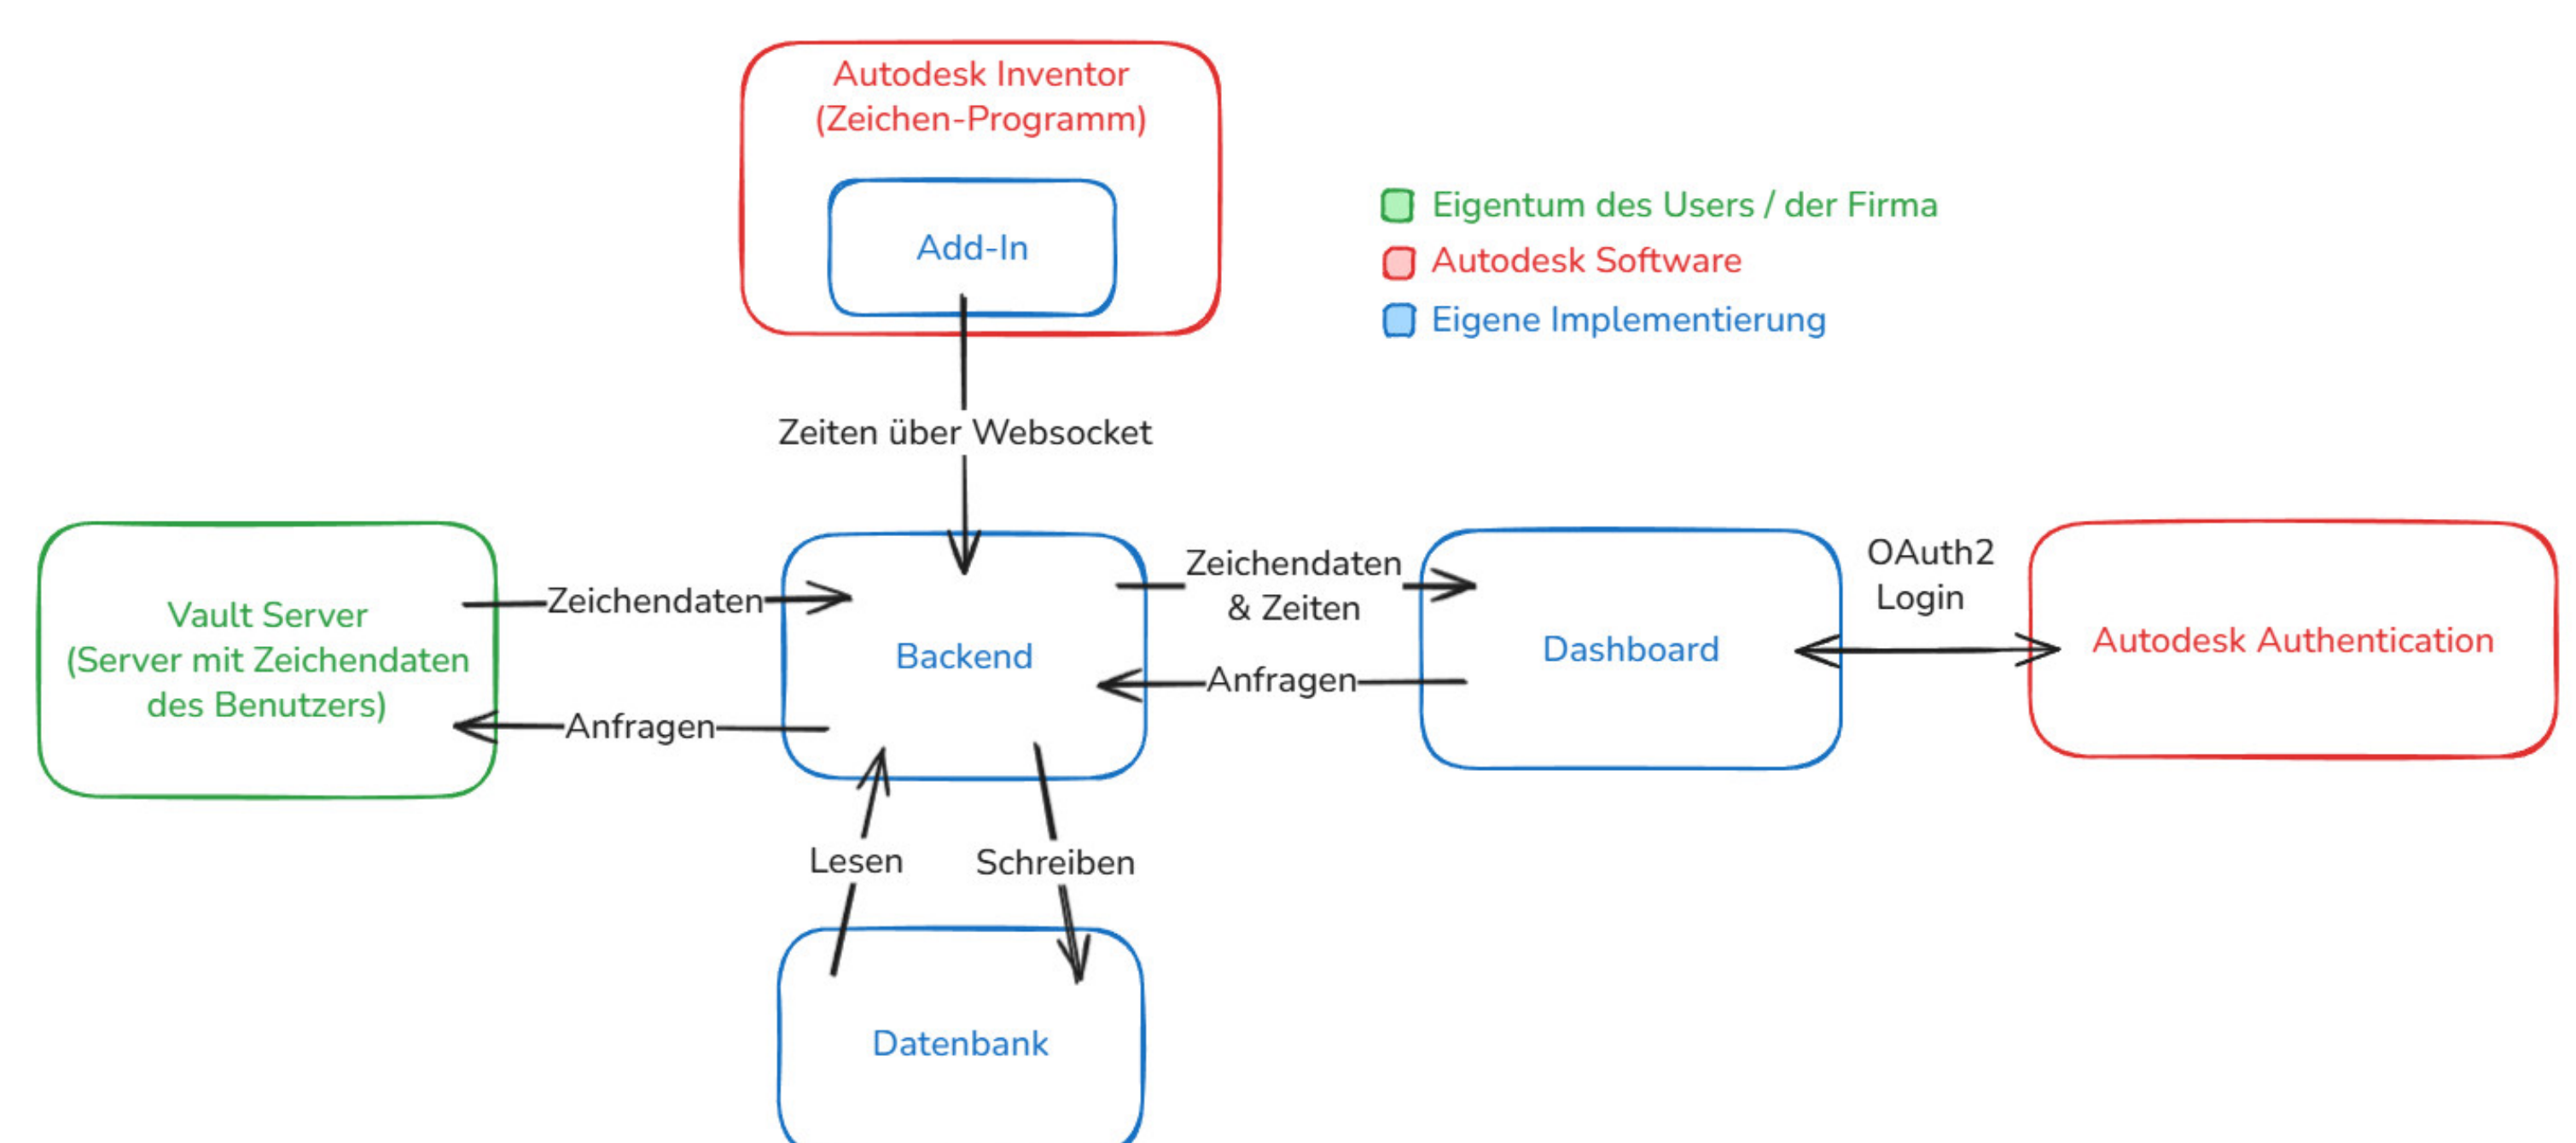 Autodesk Inventor
(Zeichen-Programm)
Add-In
Eigentum des Users / der Firma
Autodesk Software
Eigene Implementierung
Zeiten über Websocket
Vault Server
(Server mit Zeichendaten
des Benutzers)
Zeichendaten
Anfragen
Backend
Zeichendaten
& Zeiten
Anfragen
Dashboard
OAuth2
Login
Autodesk Authentication
Lesen
Schreiben
Datenbank